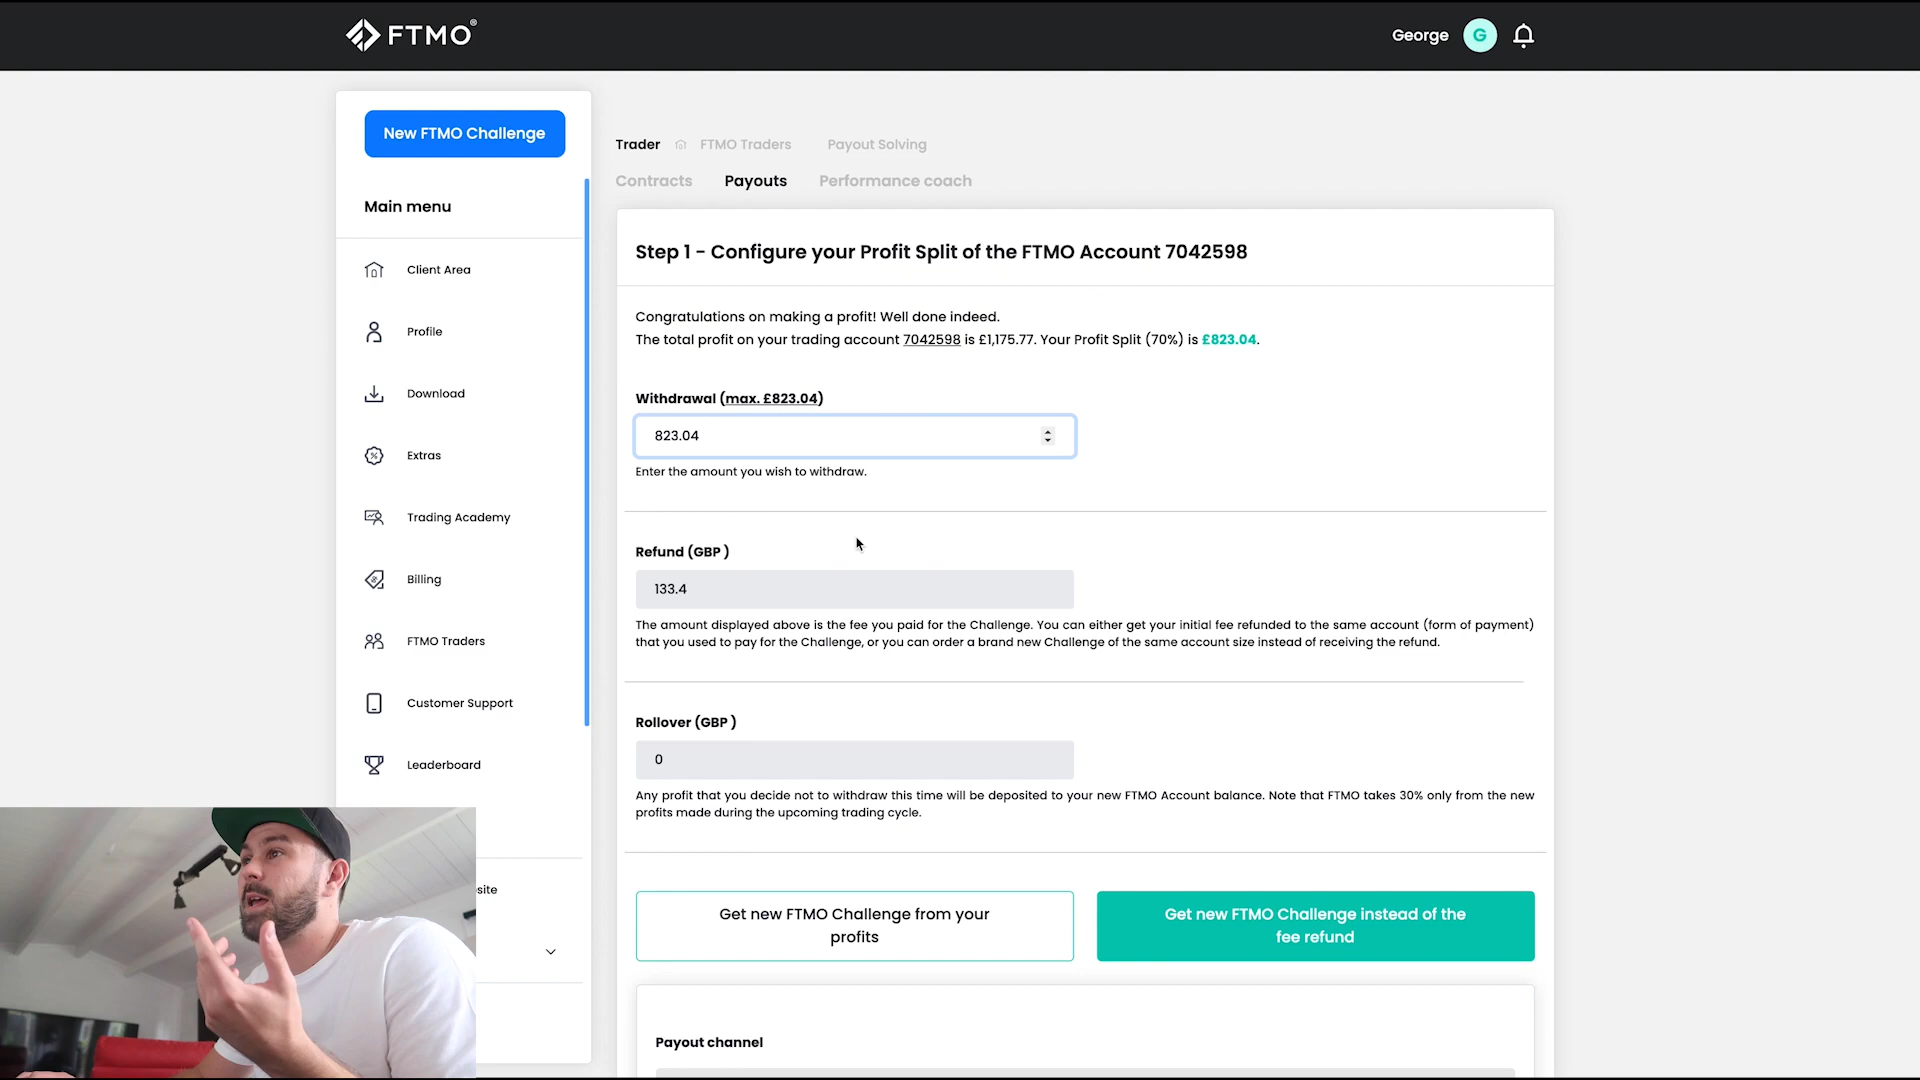 FTMO®
George
G
New FTMO Challenge
Main menu
Client Area
Profile
Download
Extras
Trading Academy
Billing
FTMO Traders
Customer Support
Leaderboard
site
Trader FTMO Traders Payout Solving
Contracts Payouts Performance coach
Step 1 - Configure your Profit Split of the FTMO Account 7042598
Congratulations on making a profit! Well done indeed.
The total profit on your trading account 7042598 is £1,175.77. Your Profit Split (70%) is £823.04.
Withdrawal (max. £823.04)
823.04
Enter the amount you wish to withdraw.
Refund (GBP )
133.4
The amount displayed above is the fee you paid for the Challenge. You can either get your initial fee refunded to the same account (form of payment)
that you used to pay for the Challenge, or you can order a brand new Challenge of the same account size instead of receiving the refund.
Rollover (GBP )
0
Any profit that you decide not to withdraw this time will be deposited to your new FTMO Account balance. Note that FTMO takes 30% only from the new
profits made during the upcoming trading cycle.
Get new FTMO Challenge from your
profits
Get new FTMO Challenge instead of the
fee refund
Payout channel